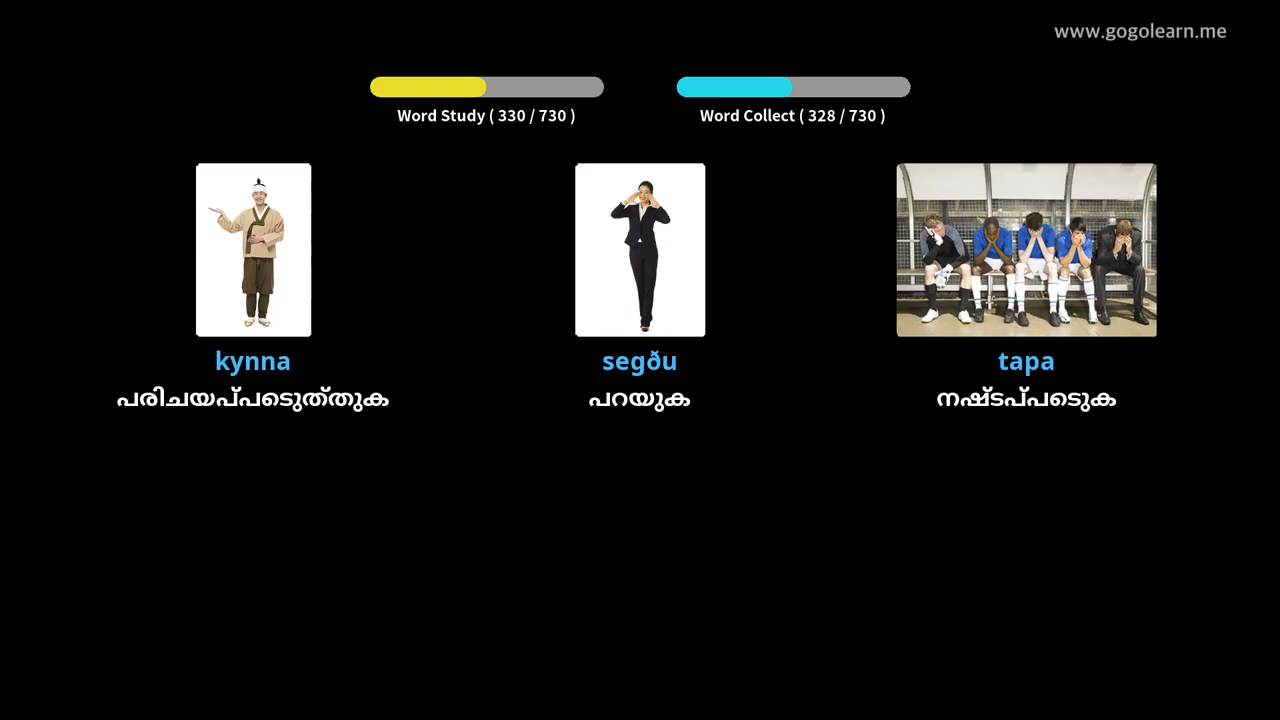 www.gogolearn.me
Word Study ( 330 / 730 )
Word Collect ( 328 / 730 )
kynna
segðu
tapa
പരിചയപ്പെടുത്തുക
പറയുക
നഷ്ടപ്പെടുക